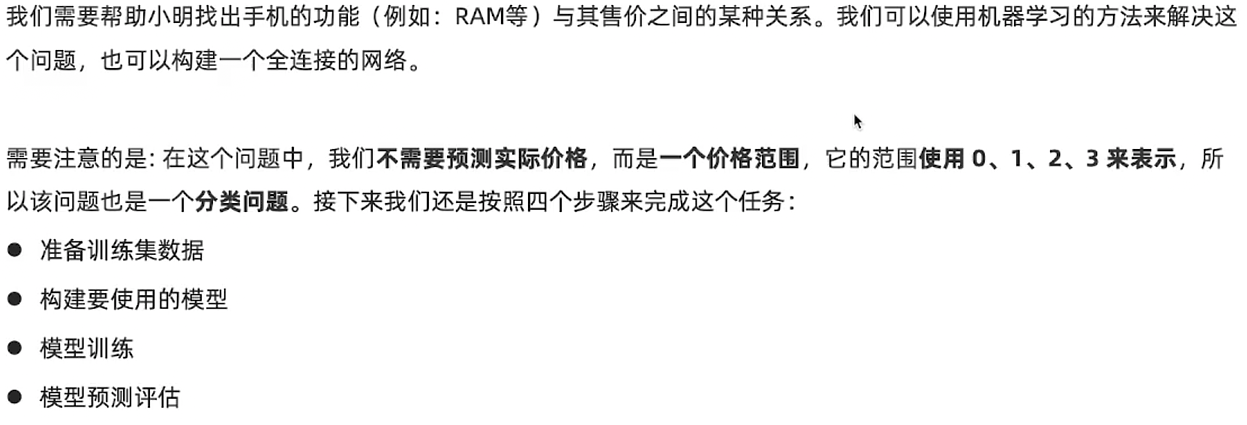 我们需要帮助小明找出手机的功能（例如：RAM等）与其售价之间的某种关系。我们可以使用机器学习的方法来解决这
个问题，也可以构建一个全连接的网络。
需要注意的是: 在这个问题中，我们不需要预测实际价格，而是一个价格范围，它的范围使用 0、1、2、3 来表示，所
以该问题也是一个分类问题。接下来我们还是按照四个步骤来完成这个任务：
● 准备训练集数据
● 构建要使用的模型
● 模型训练
● 模型预测评估